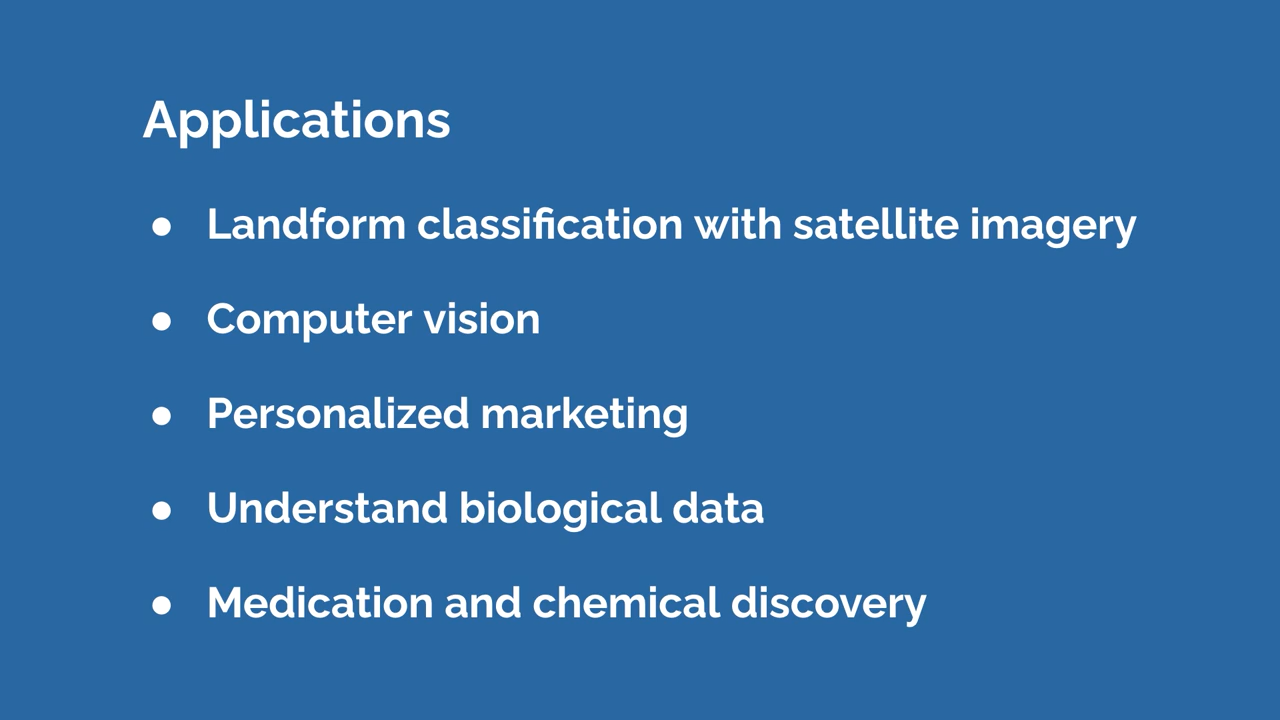 Applications
● Landform classification with satellite imagery
● Computer vision
● Personalized marketing
● Understand biological data
● Medication and chemical discovery